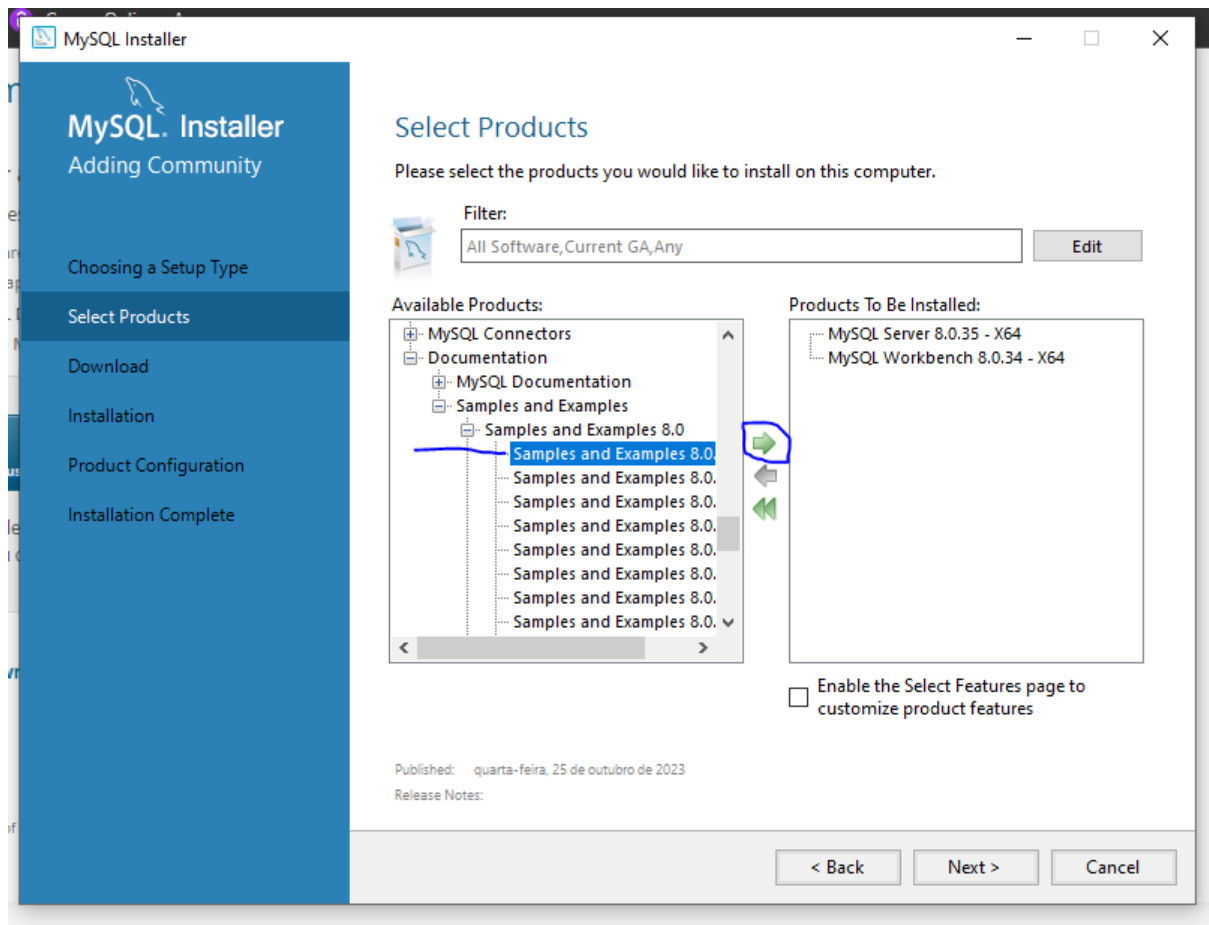 MySQL Installer
MySQL. Installer
Adding Community
Choosing a Setup Type
Select Products
Download
Installation
Product Configuration
Installation Complete
Select Products
Please select the products you would like to install on this computer.
Filter:
All Software,Current GA,Any
Edit
Available Products:
MySQL Connectors
Documentation
MySQL Documentation
Samples and Examples
Samples and Examples 8.0
Samples and Examples 8.0.
Samples and Examples 8.0.
Samples and Examples 8.0.
Samples and Examples 8.0.
Samples and Examples 8.0.
Samples and Examples 8.0.
Samples and Examples 8.0.
Samples and Examples 8.0.
Products To Be Installed:
MySQL Server 8.0.35 - X64
MySQL Workbench 8.0.34 - X64
Enable the Select Features page to
customize product features
Published: quarta-feira, 25 de outubro de 2023
Release Notes:
< Back
Next >
Cancel